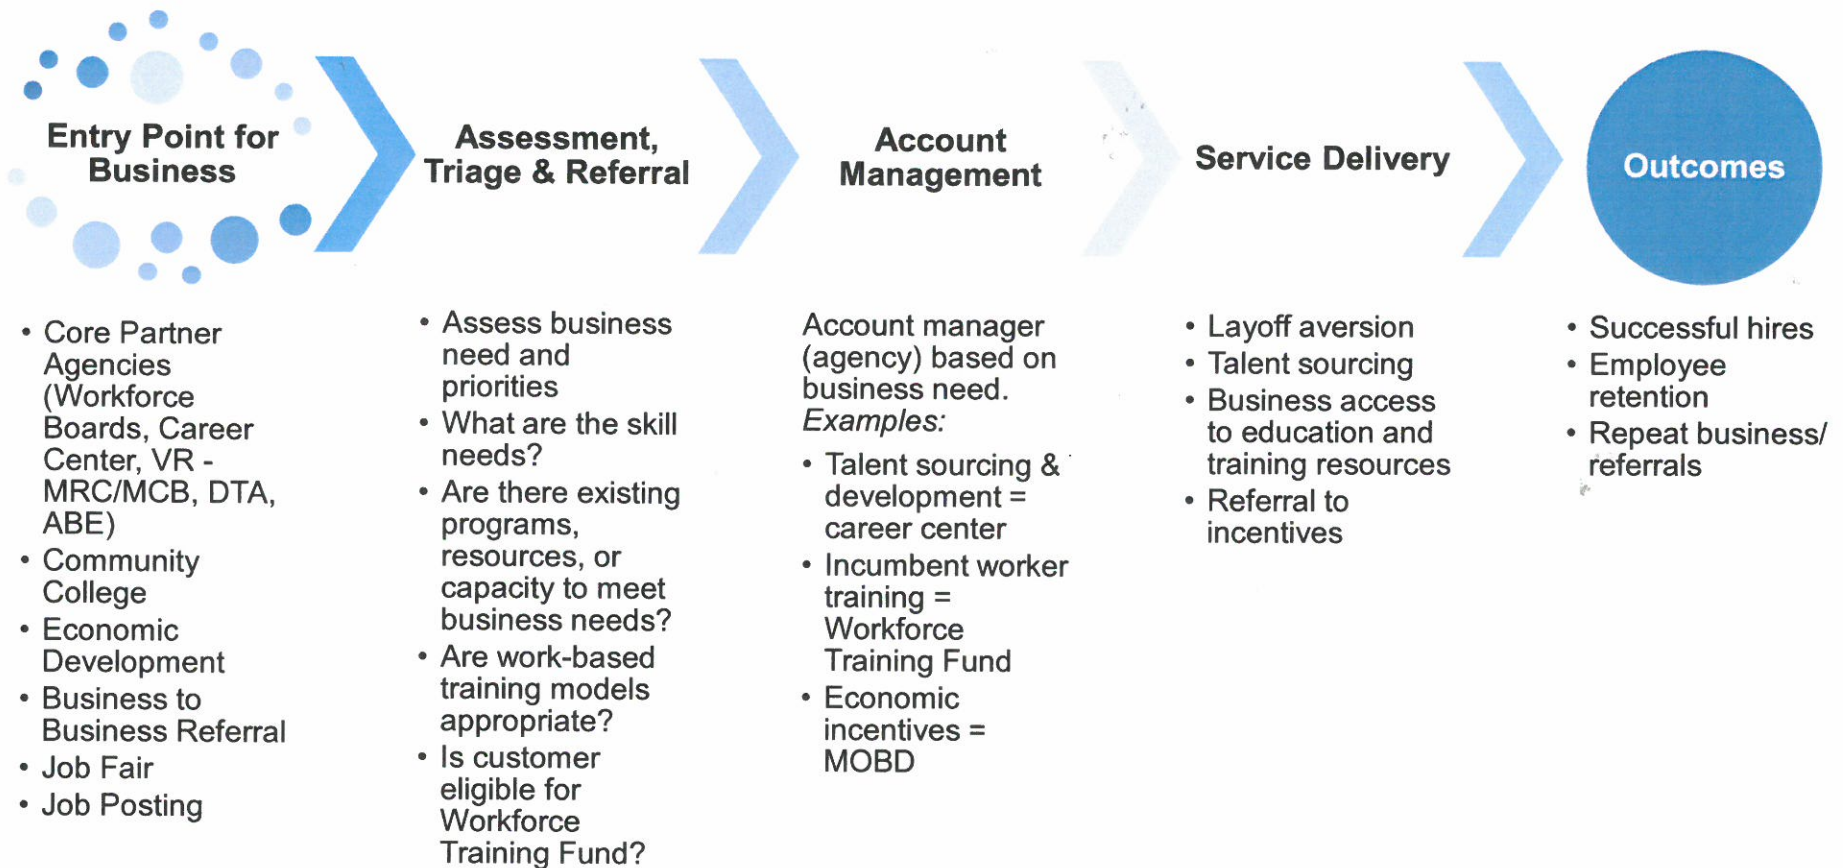 Entry Point for
Business
Assessment,
Triage & Referral
Account
Management
Service Delivery
Outcomes
• Core Partner
Agencies
(Workforce
Boards, Career
Center, VR -
MRC/MCB, DTA,
ABE)
• Community
College
• Economic
Development
• Business to
Business Referral
• Job Fair
• Job Posting
• Assess business
need and
priorities
• What are the skill
needs?
• Are there existing
programs,
resources, or
capacity to meet
business needs?
• Are work-based
training models
appropriate?
• Is customer
eligible for
Workforce
Training Fund?
Account manager
(agency) based on
business need.
Examples:
• Talent sourcing &
development =
career center
• Incumbent worker
training =
Workforce
Training Fund
• Economic
incentives =
MOBD
• Layoff aversion
• Talent sourcing
• Business access
to education and
training resources
• Referral to
incentives
• Successful hires
• Employee
retention
• Repeat business/
referrals